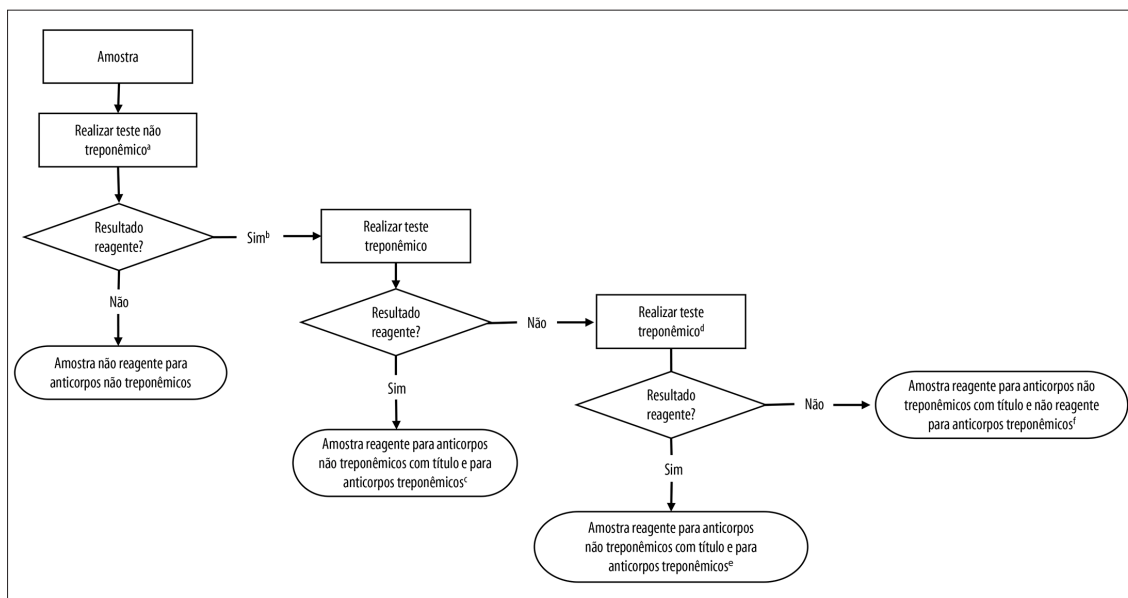 Amostra
Realizar teste não
treponêmicoᵃ
Resultado
reagente?
Simᵇ
Realizar teste
treponêmico
Não
Resultado
reagente?
Não
Realizar teste
treponêmicoᵈ
Amostra não reagente para
anticorpos não treponêmicos
Sim
Resultado
reagente?
Não
Amostra reagente para anticorpos não
treponêmicos com título e não reagente
para anticorpos treponêmicosᶠ
Amostra reagente para anticorpos
não treponêmicos com título e para
anticorpos treponêmicosᶜ
Sim
Amostra reagente para anticorpos
não treponêmicos com título e para
anticorpos treponêmicosᵉ